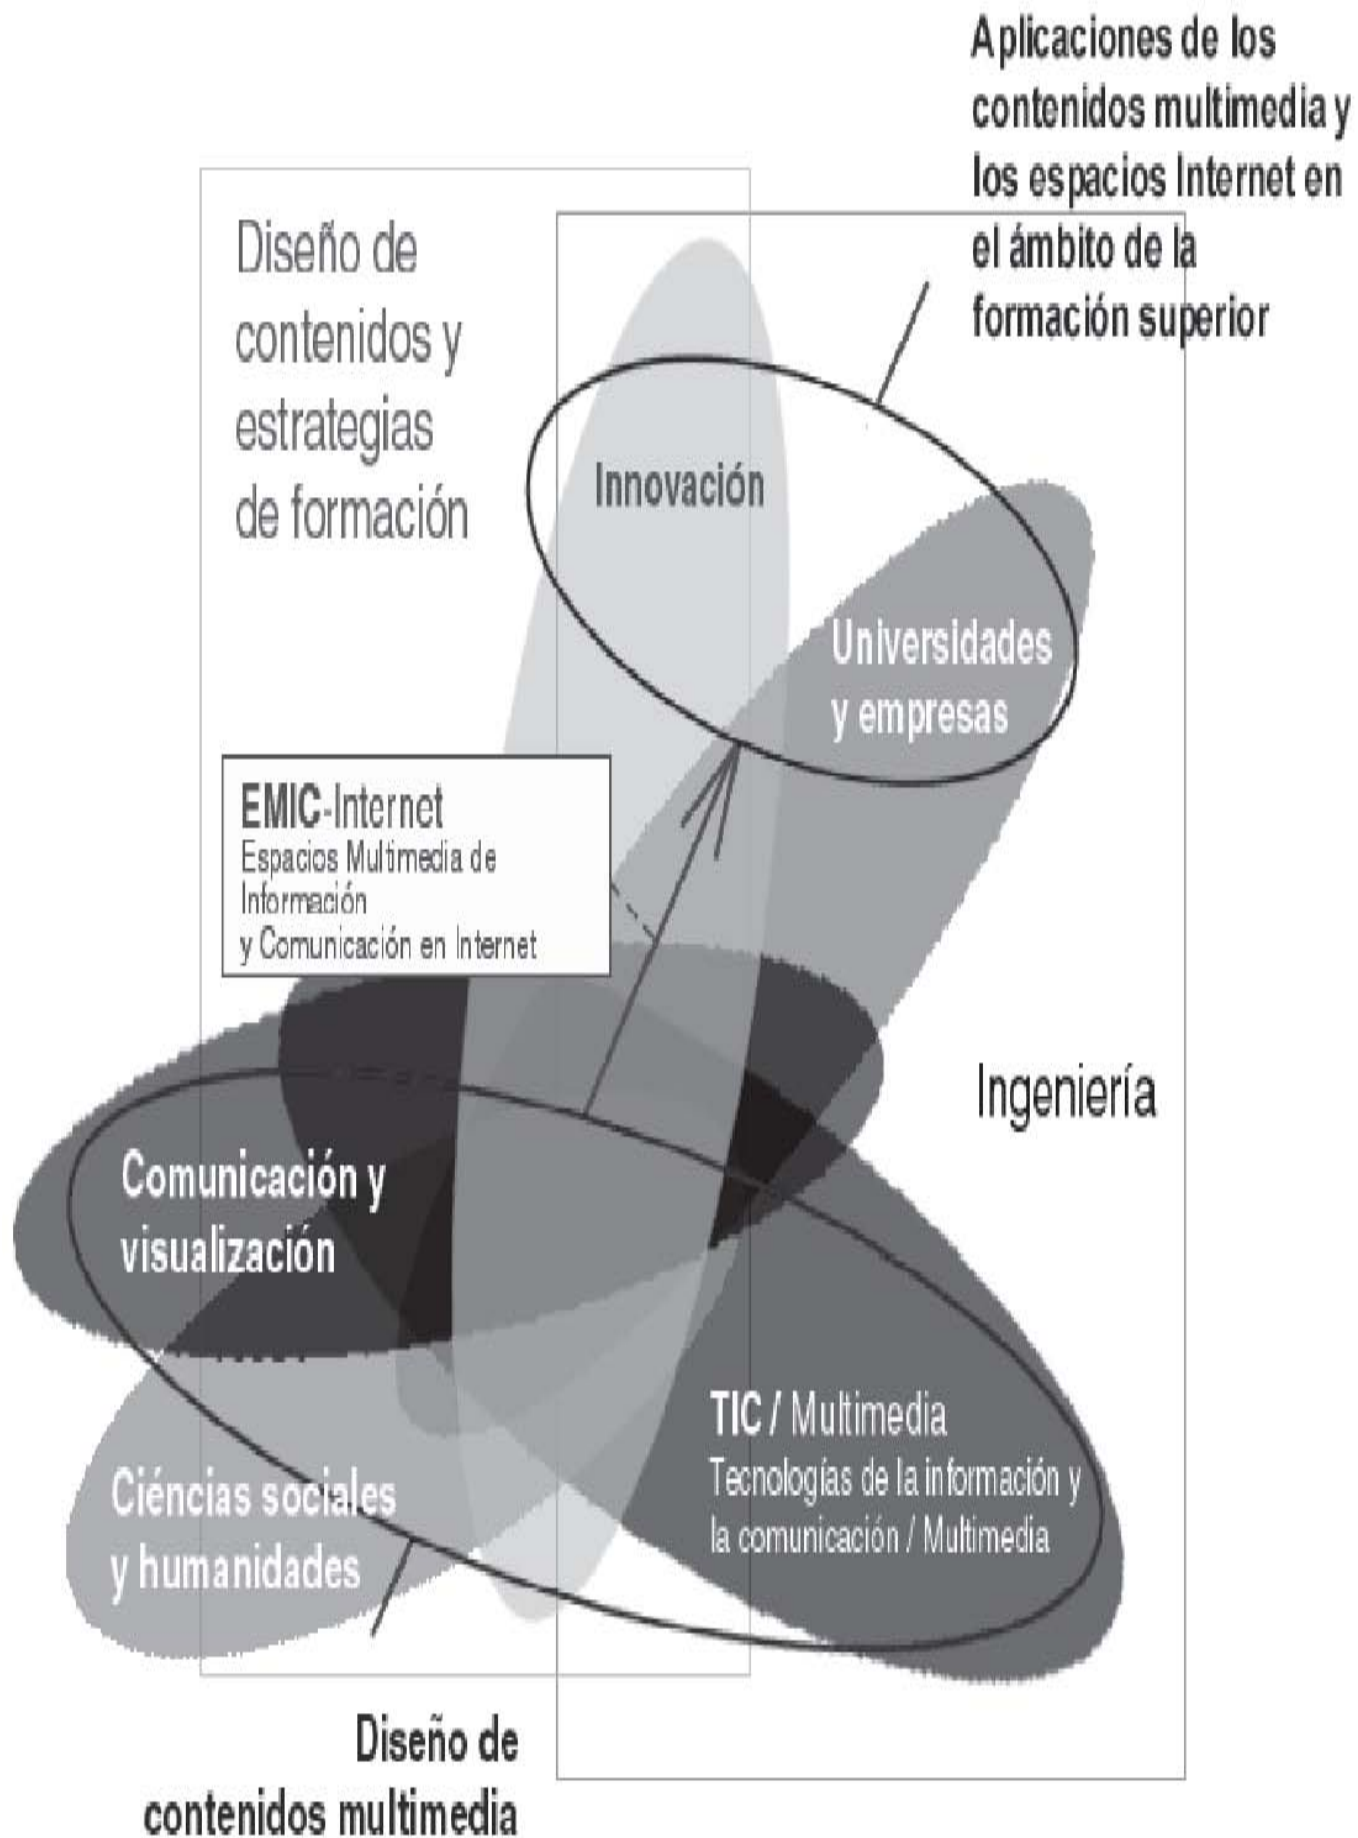 Aplicaciones de los
contenidos multimedia y
los espacios Internet en
el ámbito de la
formación superior
Diseño de
contenidos y
estrategias
de formación
Innovación
Universidades
y empresas
EMIC-Internet
Espacios Multimedia de
Información
y Comunicación en Internet
Ingeniería
Comunicación y
visualización
TIC / Multimedia
Tecnologías de la información y
la comunicación / Multimedia
Ciéncias sociales
y humanidades
Diseño de
contenidos multimedia